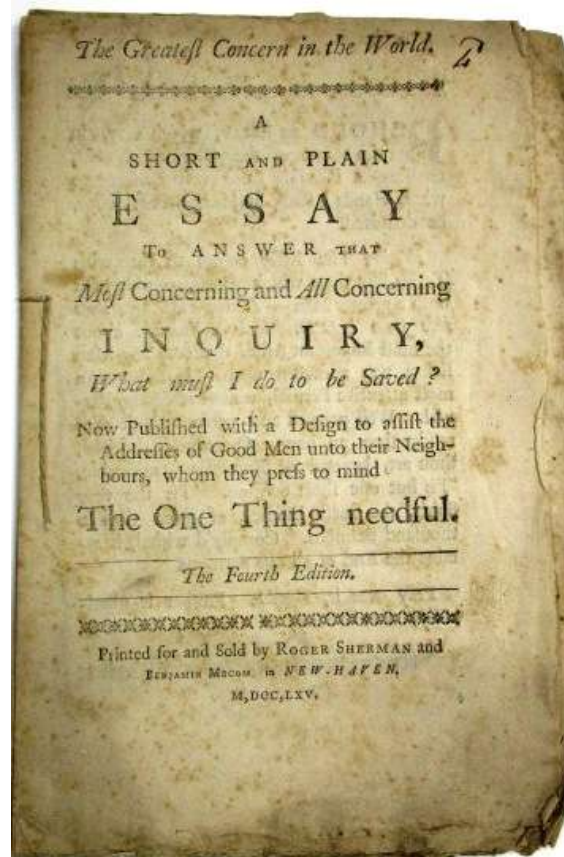 The Greateſt Concern in the World. 2
A
SHORT AND PLAIN
ESSAY
To ANSWER THAT
Moſt Concerning and All Concerning
INQUIRY,
What muſt I do to be Saved?
Now Publiſhed with a Deſign to aſſiſt the
Addreſſes of Good Men unto their Neigh-
bours, whom they preſs to mind
The One Thing needful.
The Fourth Edition.
Printed for and Sold by ROGER SHERMAN and
BENJAMIN MECOM, in NEW-HAVEN,
M,DCC,LXV.